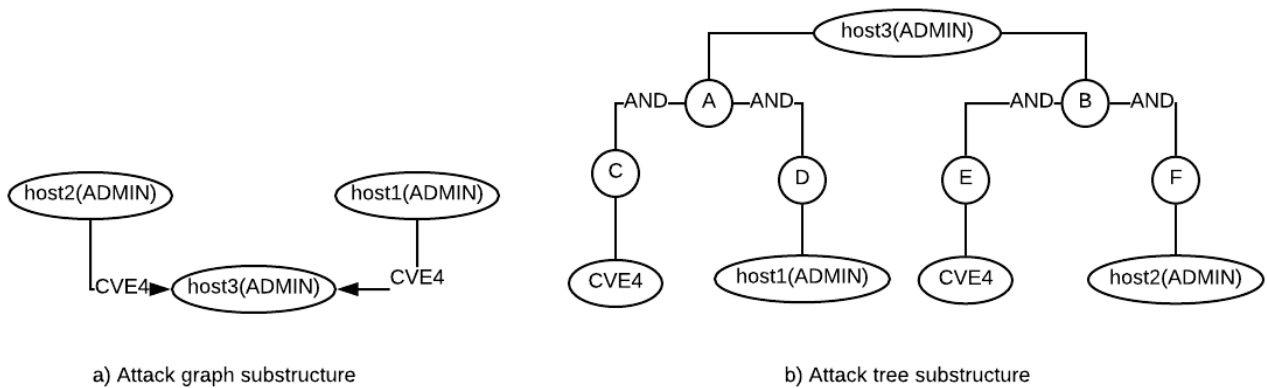 host3(ADMIN)
AND A AND
AND B AND
C
D
E
F
host2(ADMIN)
host1(ADMIN)
CVE4
host3(ADMIN)
CVE4
CVE4
host1(ADMIN)
CVE4
host2(ADMIN)
a) Attack graph substructure
b) Attack tree substructure